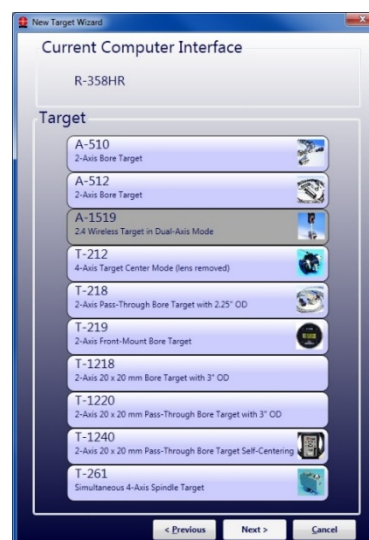 New Target Wizard
Current Computer Interface
R-358HR
Target
A-510
2-Axis Bore Target
A-512
2-Axis Bore Target
A-1519
2.4 Wireless Target in Dual-Axis Mode
T-212
4-Axis Target Center Mode (lens removed)
T-218
2-Axis Pass-Through Bore Target with 2.25" OD
T-219
2-Axis Front-Mount Bore Target
T-1218
2-Axis 20 x 20 mm Bore Target with 3" OD
T-1220
2-Axis 20 x 20 mm Pass-Through Bore Target with 3" OD
T-1240
2-Axis 20 x 20 mm Pass-Through Bore Target Self-Centering
T-261
Simultaneous 4-Axis Spindle Target
< Previous Next > Cancel